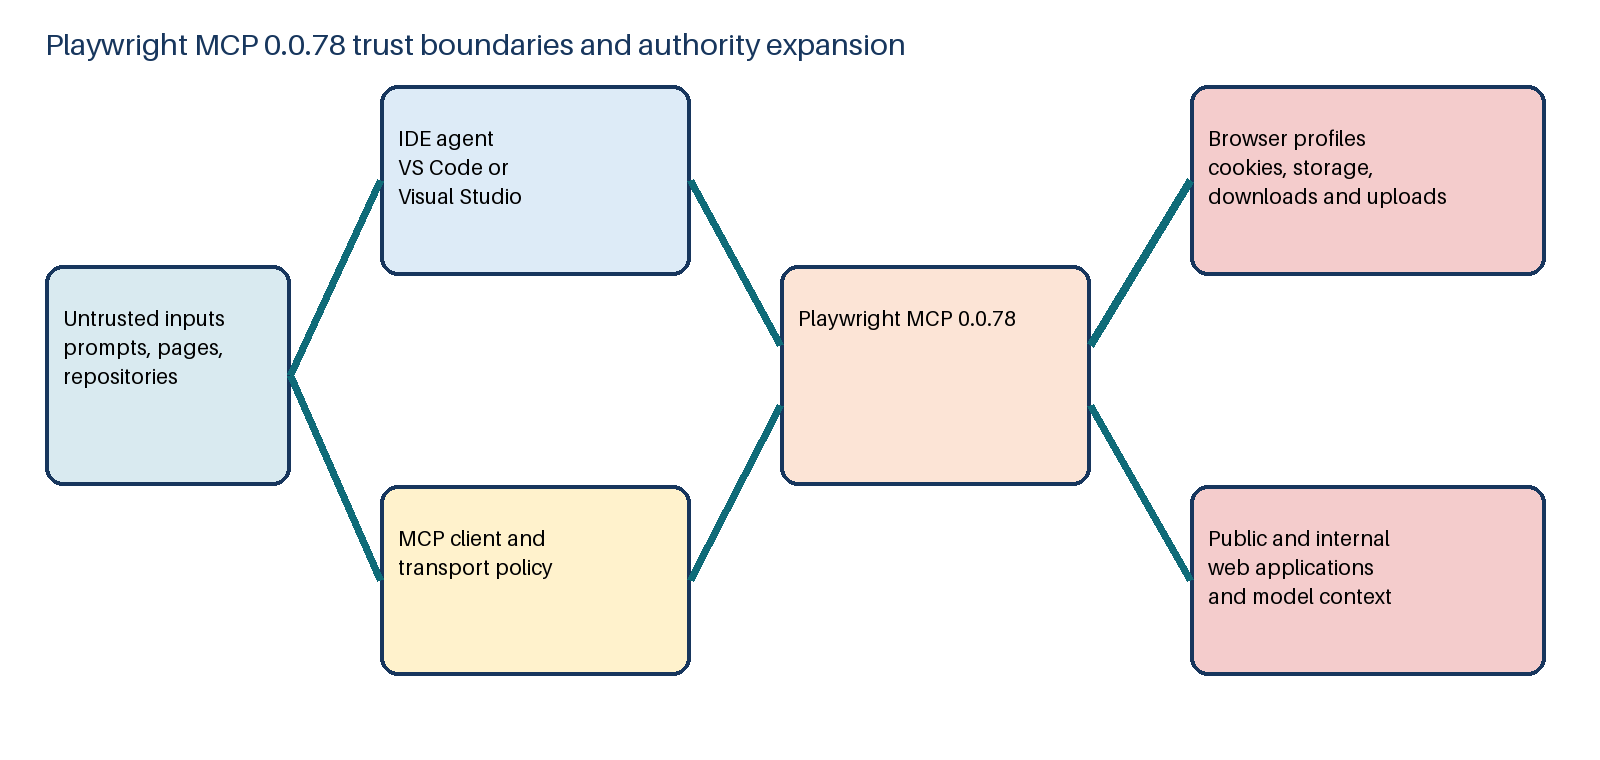 Playwright MCP 0.0.78 trust boundaries and authority expansion
IDE agent
VS Code or
Visual Studio
Browser profiles
cookies, storage,
downloads and uploads
Untrusted inputs
prompts, pages,
repositories
Playwright MCP 0.0.78
MCP client and
transport policy
Public and internal
web applications
and model context